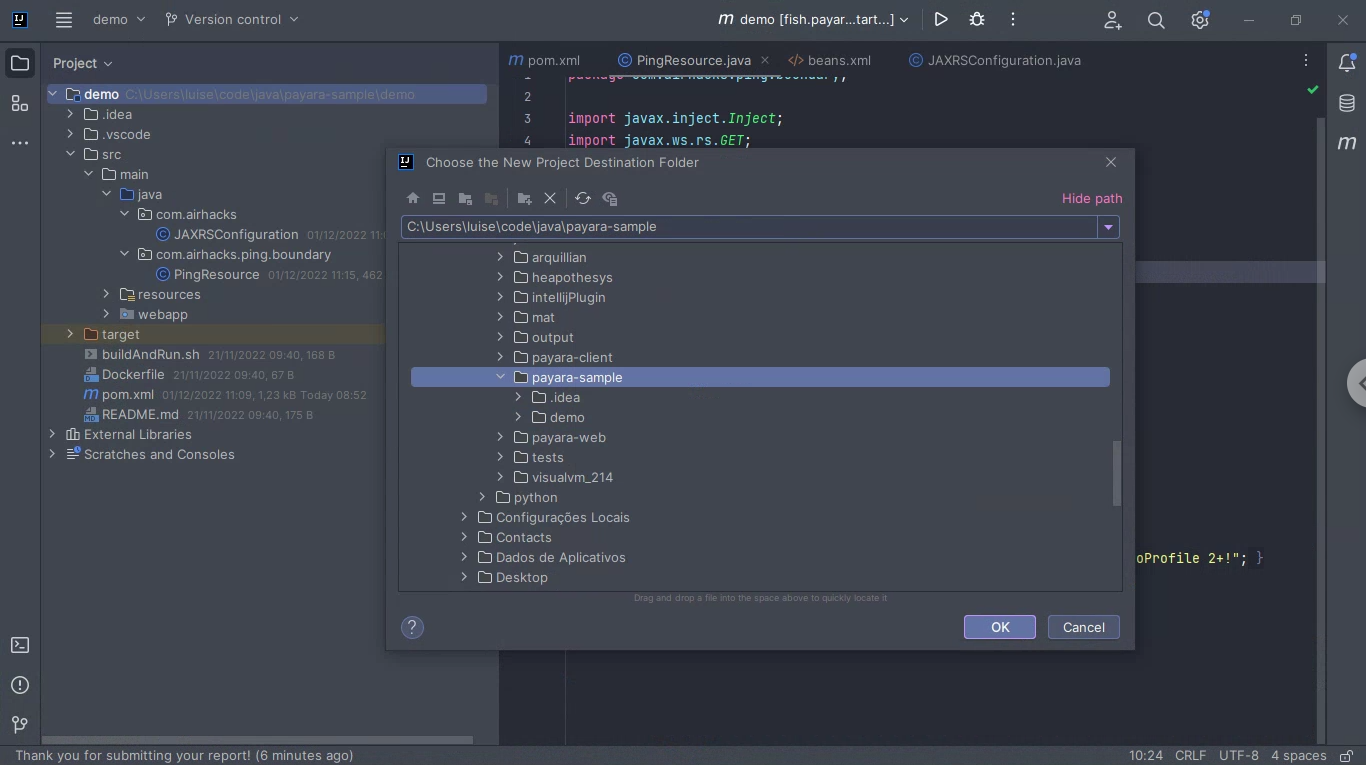 demo
Version control
m demo [fish.payar...tart...]
Project
pom.xml
PingResource.java
beans.xml
JAXRSConfiguration.java
demo C:\Users\luise\code\java\payara-sample\demo
.idea
.vscode
src
main
java
com.airhacks
JAXRSConfiguration 01/12/2022 11:0
com.airhacks.ping.boundary
PingResource 01/12/2022 11:15, 462
resources
webapp
target
buildAndRun.sh 21/11/2022 09:40, 168 B
Dockerfile 21/11/2022 09:40, 67 B
pom.xml 01/12/2022 11:09, 1,23 kB Today 08:52
README.md 21/11/2022 09:40, 175 B
External Libraries
Scratches and Consoles
package com.airhacks.ping.boundary;
2
3 import javax.inject.Inject;
4 import javax.ws.rs.GET;
oProfile 2+!"; }
Choose the New Project Destination Folder
Hide path
C:\Users\luise\code\java\payara-sample
arquillian
heapothesys
intellijPlugin
mat
output
payara-client
payara-sample
.idea
demo
payara-web
tests
visualvm_214
python
Configurações Locais
Contacts
Dados de Aplicativos
Desktop
Drag and drop a file into the space above to quickly locate it
?
OK
Cancel
Thank you for submitting your report! (6 minutes ago)
10:24 CRLF UTF-8 4 spaces